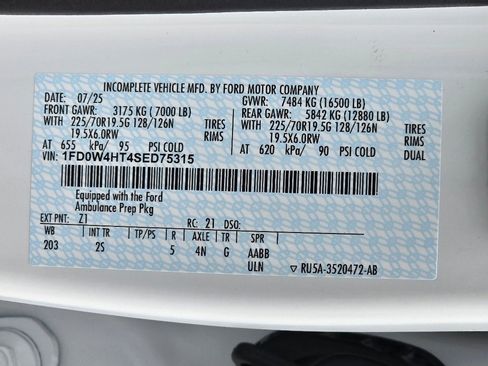 INCOMPLETE VEHICLE MFD. BY FORD MOTOR COMPANY
DATE: 07/25 GVWR: 7484 KG (16500 LB)
FRONT GAWR: 3175 KG (7000 LB) REAR GAWR: 5842 KG (12880 LB)
WITH 225/70R19.5G 128/126N TIRES WITH 225/70R19.5G 128/126N TIRES
19.5X6.0RW RIMS 19.5X6.0RW RIMS
AT 655 kPa/ 95 PSI COLD AT 620 kPa/ 90 PSI COLD DUAL
VIN: 1FD0W4HT4SED75315
Equipped with the Ford
Ambulance Prep Pkg
EXT PNT: Z1 RC: 21 DSO:
WB INT TR TP/PS R AXLE TR SPR
203 2S 5 4N G AABB
ULN ▽ RU5A-3520472-AB